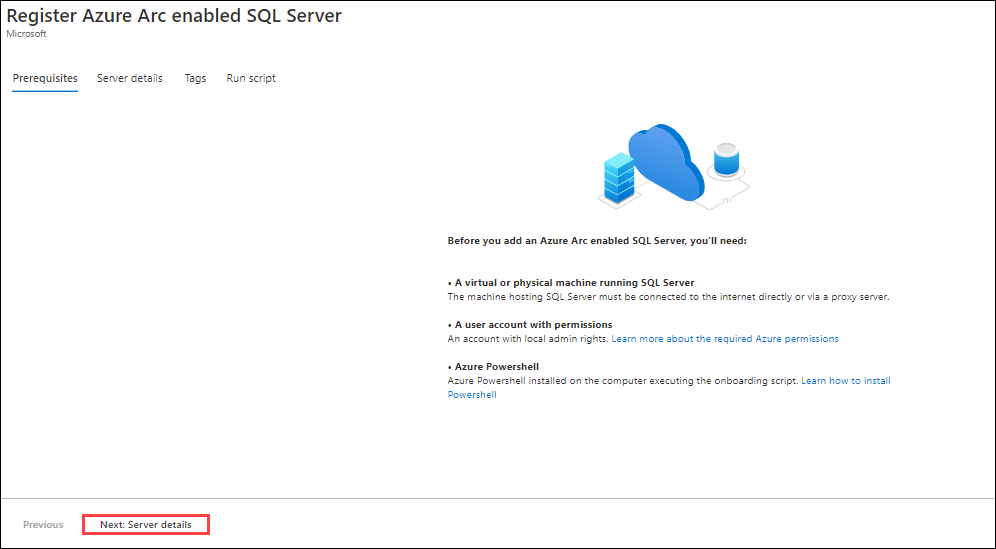 Register Azure Arc enabled SQL Server
Microsoft
Prerequisites Server details Tags Run script
Before you add an Azure Arc enabled SQL Server, you'll need:
• A virtual or physical machine running SQL Server
The machine hosting SQL Server must be connected to the internet directly or via a proxy server.
• A user account with permissions
An account with local admin rights. Learn more about the required Azure permissions
• Azure Powershell
Azure Powershell installed on the computer executing the onboarding script. Learn how to install
Powershell
Previous Next: Server details